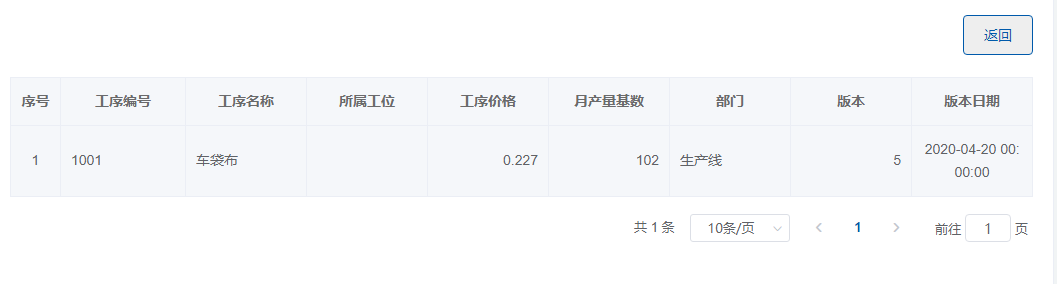 返回
序号 工序编号 工序名称 所属工位 工序价格 月产量基数 部门 版本 版本日期
1 1001 车袋布 0.227 102 生产线 5 2020-04-20 00:
00:00
共 1 条 10条/页 1 前往 1 页